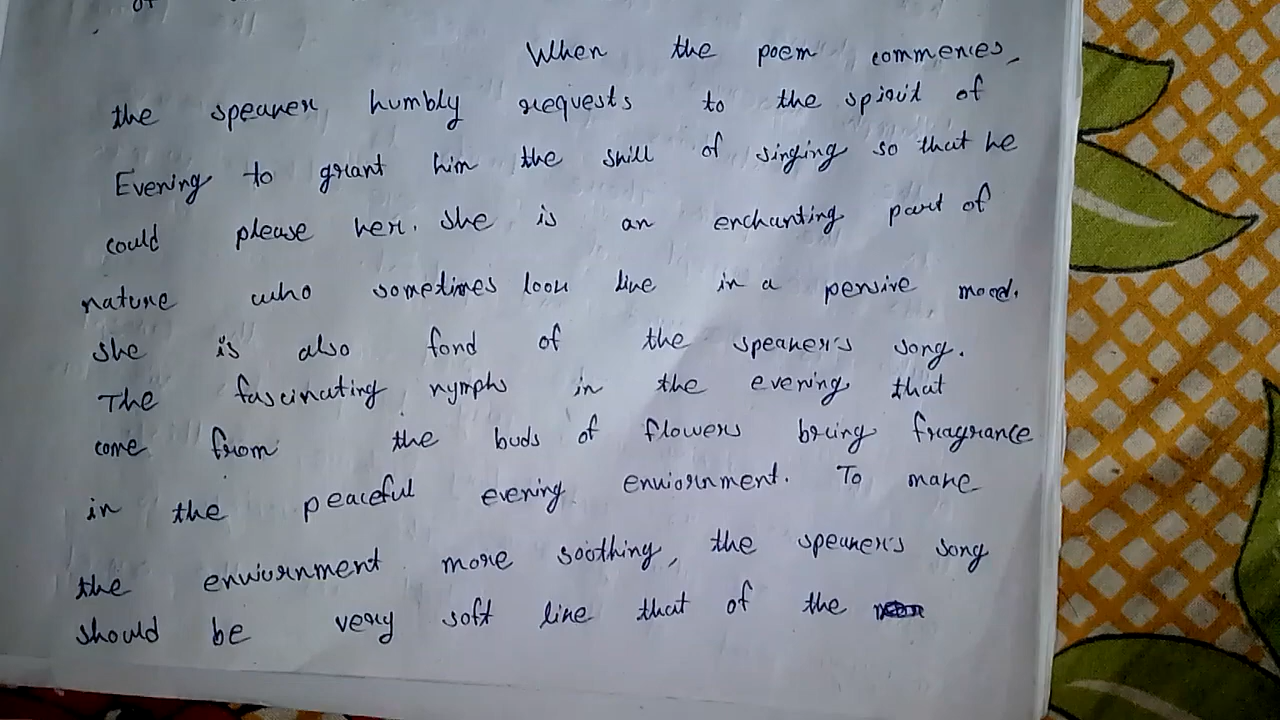 of
When the poem commences,
the speaker humbly requests to the spirit of
Evening to grant him the skill of singing so that he
could please her. She is an enchanting part of
nature who sometimes look like in a pensive mood.
She is also fond of the speaker's song.
The fascinating nymphs in the evening that
come from the buds of flowers bring fragrance
in the peaceful evening enviornment. To make
the enviornment more soothing, the speaker's song
should be very soft like that of the